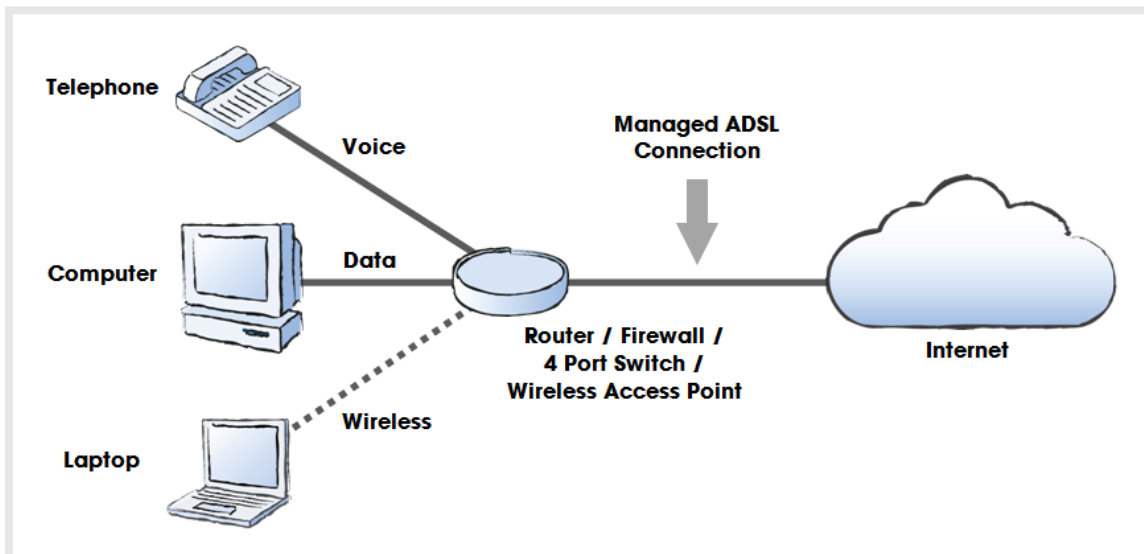 Telephone
Voice
Managed ADSL
Connection
Computer
Data
Router / Firewall /
4 Port Switch /
Wireless Access Point
Internet
Wireless
Laptop